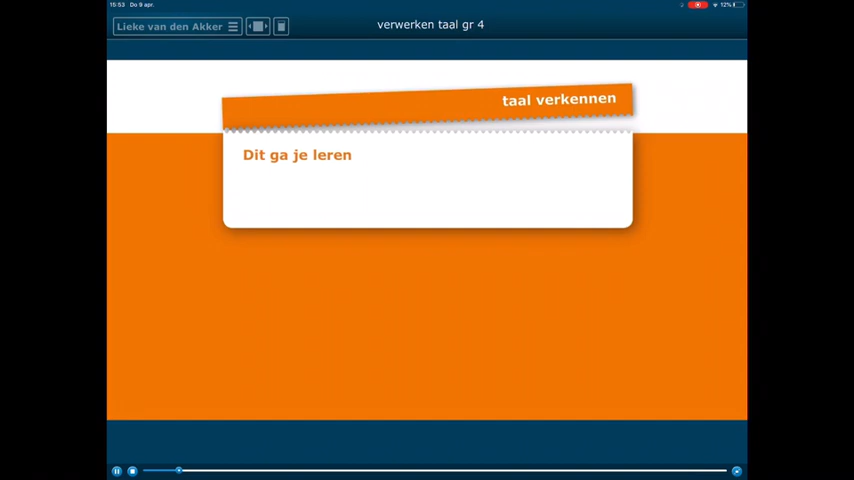 15:53 Do 9 apr.
12%
Lieke van den Akker
verwerken taal gr 4
taal verkennen
Dit ga je leren